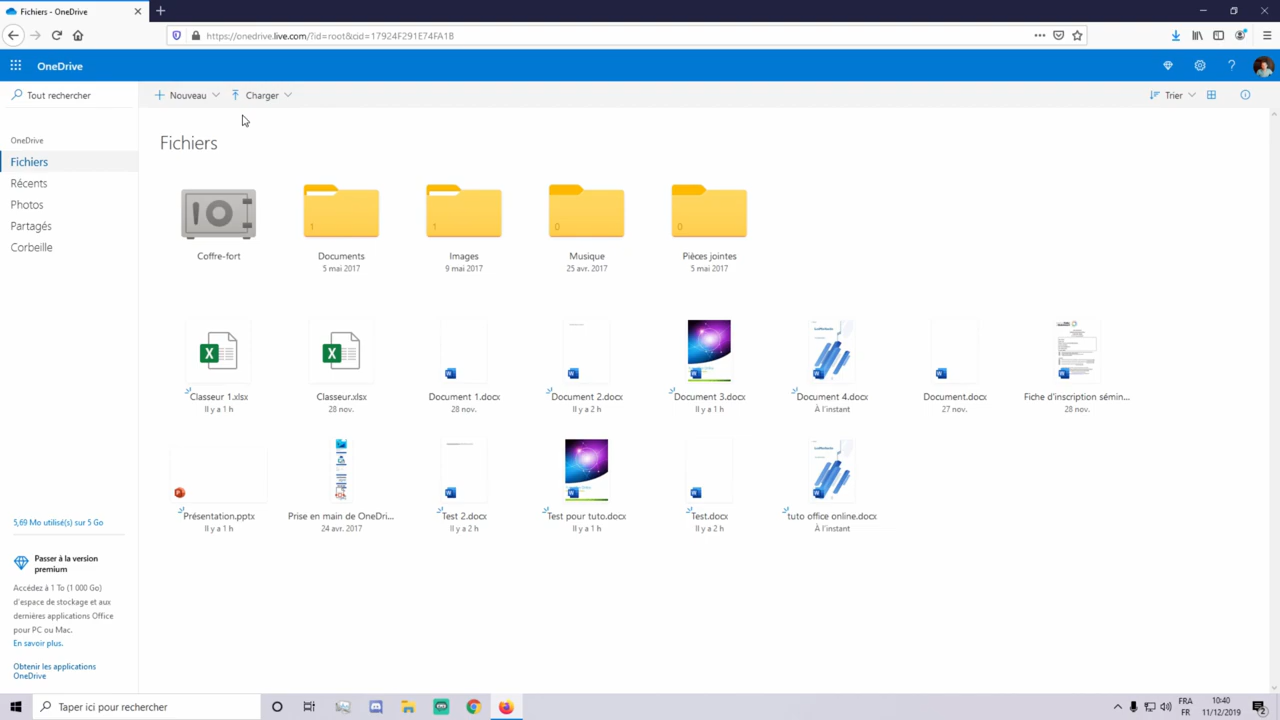 Fichiers - OneDrive
https://onedrive.live.com/?id=root&cid=17924F291E74FA1B
OneDrive
Tout rechercher
Nouveau
Charger
Trier
OneDrive
Fichiers
Récents
Photos
Partagés
Corbeille
Fichiers
Coffre-fort
1
Documents
5 mai 2017
1
Images
9 mai 2017
0
Musique
25 avr. 2017
0
Pièces jointes
5 mai 2017
Classeur 1.xlsx
Il y a 1 h
Classeur.xlsx
28 nov.
Document 1.docx
28 nov.
Document 2.docx
Il y a 2 h
Document 3.docx
Il y a 1 h
Document 4.docx
À l'instant
Document.docx
27 nov.
Fiche d'inscription sémin...
28 nov.
Présentation.pptx
Il y a 1 h
Prise en main de OneDri...
24 avr. 2017
Test 2.docx
Il y a 2 h
Test pour tuto.docx
Il y a 1 h
Test.docx
Il y a 2 h
tuto office online.docx
À l'instant
5,69 Mo utilisé(s) sur 5 Go
Passer à la version
premium
Accédez à 1 To (1 000 Go)
d'espace de stockage et aux
dernières applications Office
pour PC ou Mac.
En savoir plus.
Obtenir les applications
OneDrive
Taper ici pour rechercher
FRA
FR
10:40
11/12/2019
2